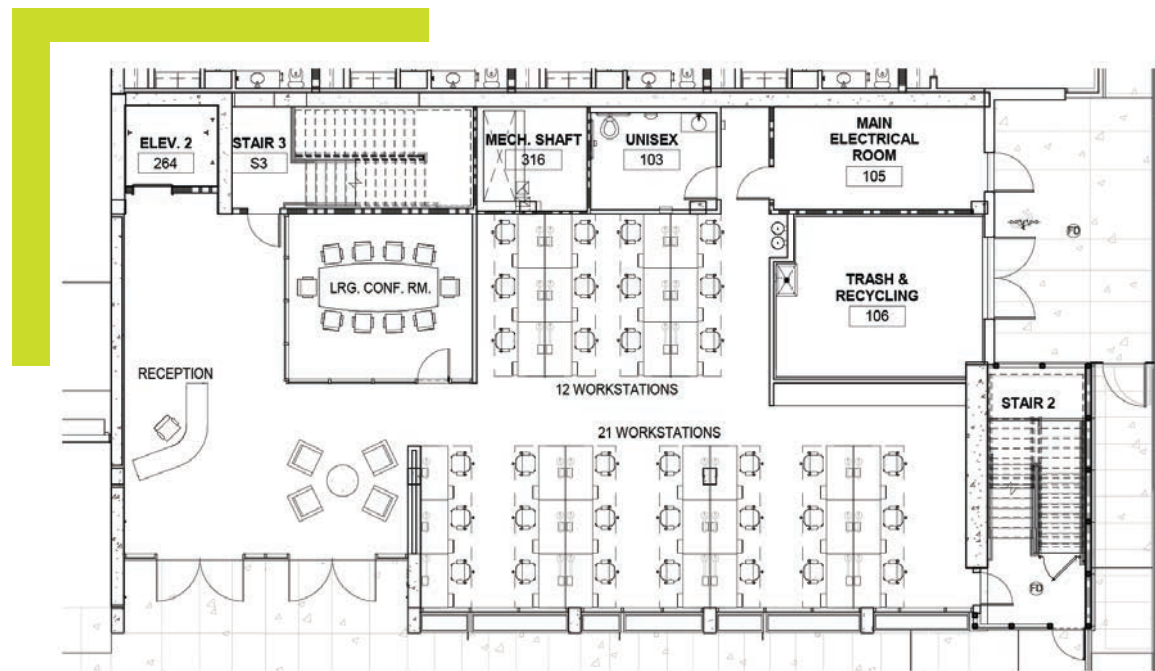 ELEV. 2
264
STAIR 3
S3
MECH. SHAFT
316
UNISEX
103
MAIN
ELECTRICAL
ROOM
105
FD
LRG. CONF. RM.
TRASH &
RECYCLING
106
RECEPTION
12 WORKSTATIONS
STAIR 2
21 WORKSTATIONS
FD